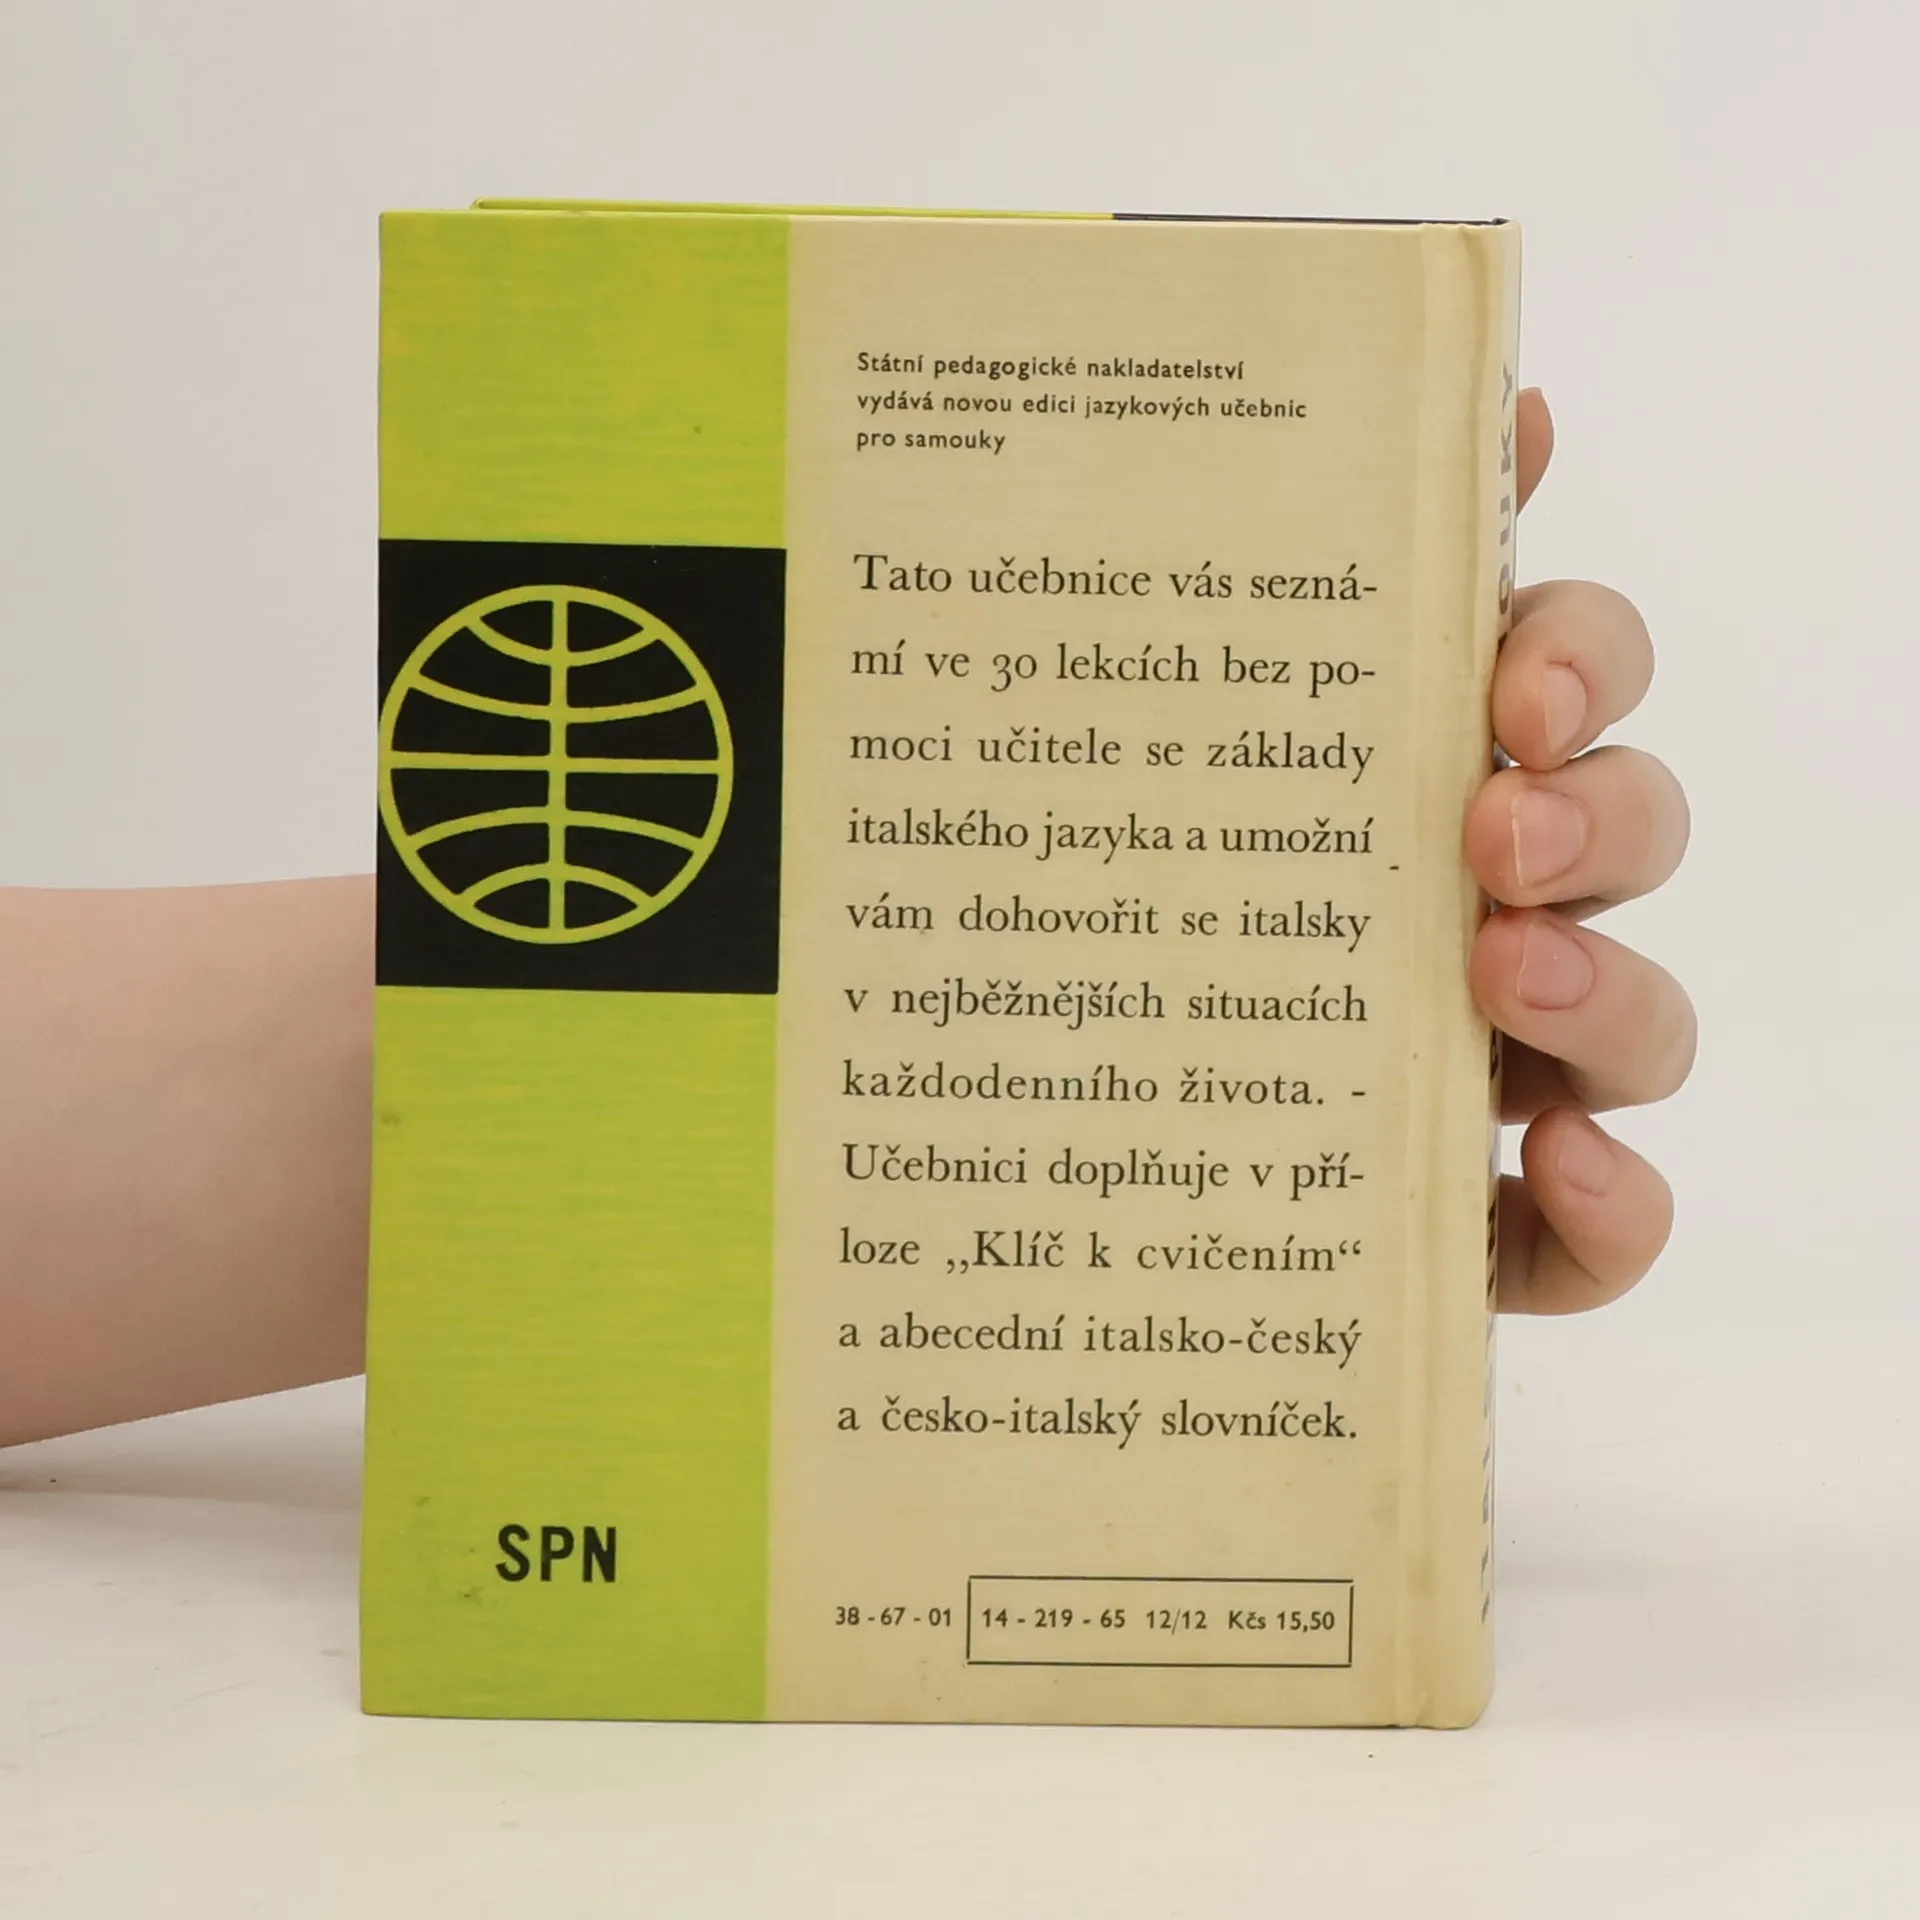 Státní pedagogické nakladatelství
vydává novou edici jazykových učebnic
pro samouky
Tato učebnice vás sezná-
mí ve 30 lekcích bez po-
moci učitele se základy
italského jazyka a umožní
vám dohovořit se italsky
v nejběžnějších situacích
každodenního života. -
Učebnici doplňuje v pří-
loze „Klíč k cvičením“
a abecední italsko-český
a česko-italský slovníček.
SPN
38 - 67 - 01 14 - 219 - 65 12/12 Kčs 15,50